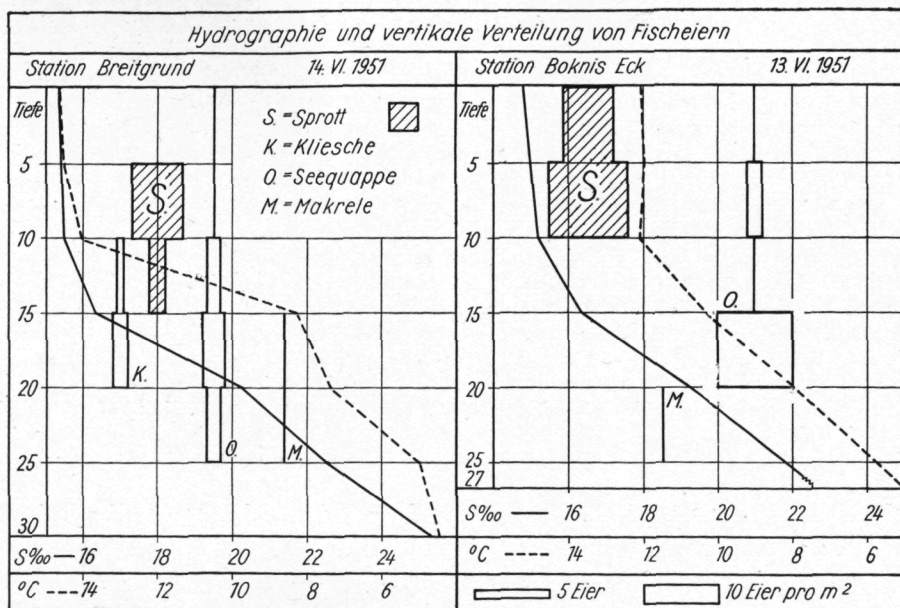 Hydrographie und vertikale Verteilung von Fischeiern
Station Breitgrund 14. VI. 1951
Station Boknis Eck 13. VI. 1951
Tiefe
5
10
15
20
25
30
S.
K.
O.
M.
S. = Sprott
K. = Kliesche
O. = Seequappe
M. = Makrele
S‰ 16 18 20 22 24
°C 14 12 10 8 6
Tiefe
5
10
15
20
25
27
S.
O.
M.
S‰ 16 18 20 22 24
°C 14 12 10 8 6
5 Eier 10 Eier pro m²